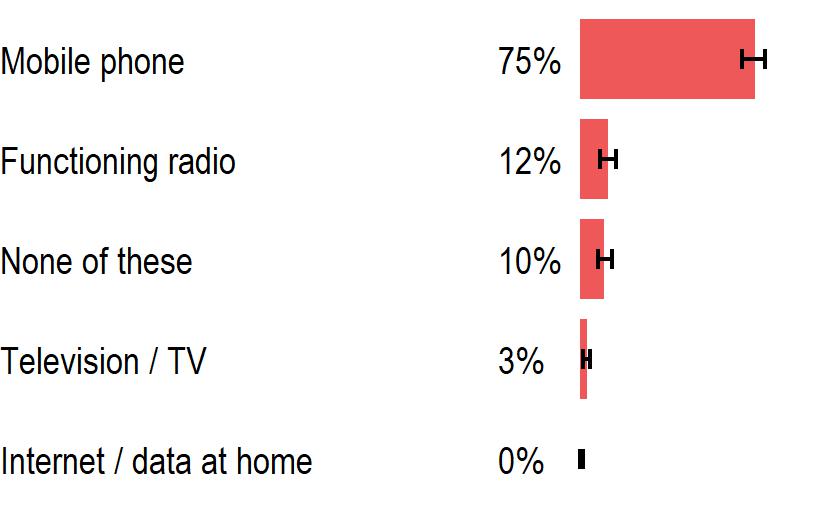 Mobile phone 75%
Functioning radio 12%
None of these 10%
Television / TV 3%
Internet / data at home 0%